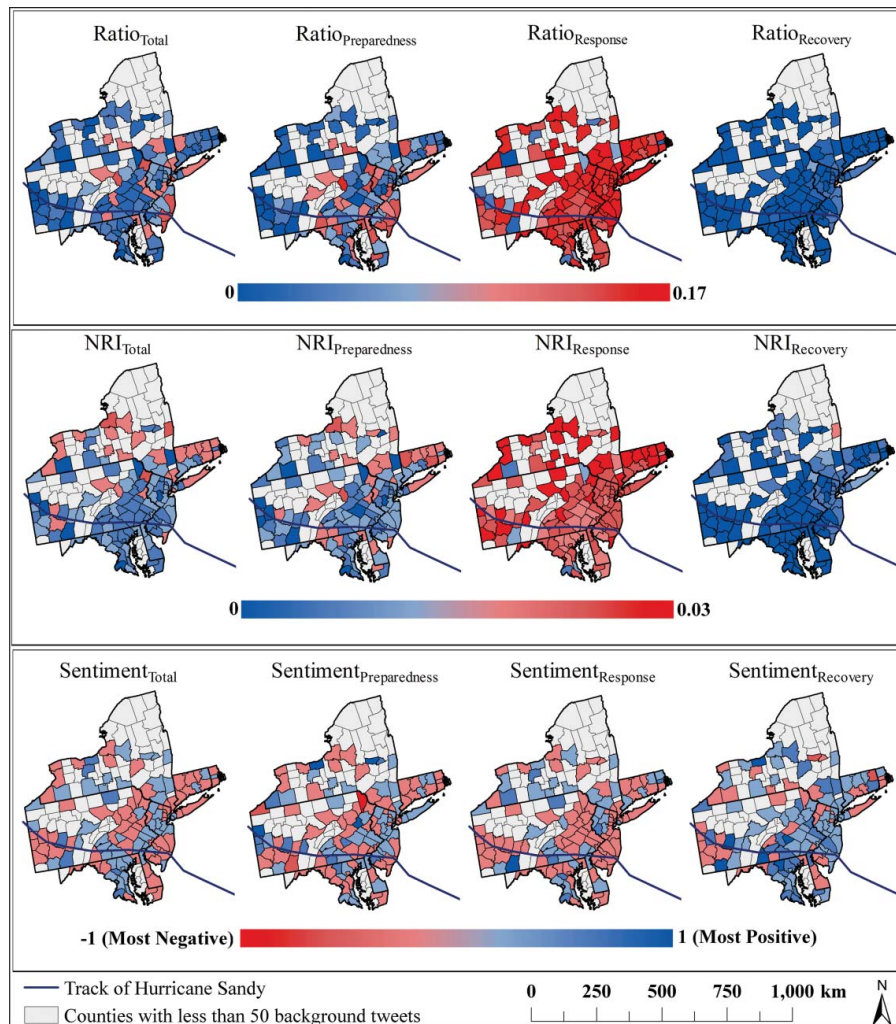 RatioTotal RatioPreparedness RatioResponse RatioRecovery
0 0.17
NRITotal NRIPreparedness NRIResponse NRIRecovery
0 0.03
SentimentTotal SentimentPreparedness SentimentResponse SentimentRecovery
-1 (Most Negative) 1 (Most Positive)
Track of Hurricane Sandy
0 250 500 750 1,000 km
N
Counties with less than 50 background tweets